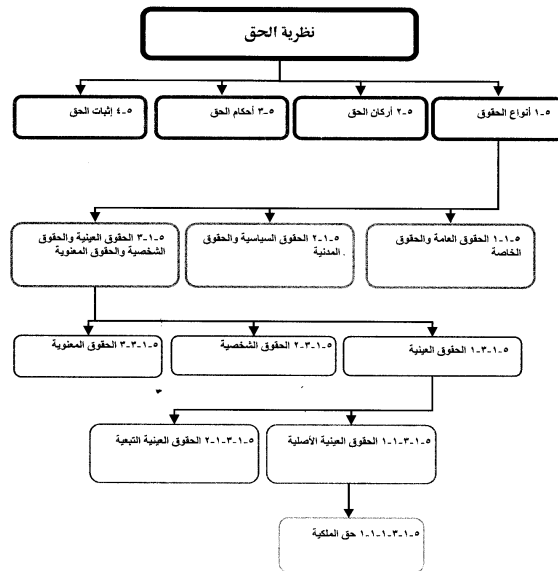 نظرية الحق
٥-١ أنواع الحقوق
٥-٢ أركان الحق
٥-٣ أحكام الحق
٥-٤ إثبات الحق
٥-١-١ الحقوق العامة والحقوق
الخاصة
٥-١-٢ الحقوق السياسية والحقوق
المدنية
٥-١-٣ الحقوق العينية والحقوق
الشخصية والحقوق المعنوية
٥-١-٣-١ الحقوق العينية
٥-١-٣-٢ الحقوق الشخصية
٥-١-٣-٣ الحقوق المعنوية
٥-١-٣-١-١ الحقوق العينية الأصلية
٥-١-٣-١-٢ الحقوق العينية التبعية
٥-١-٣-١-١-١ حق الملكية